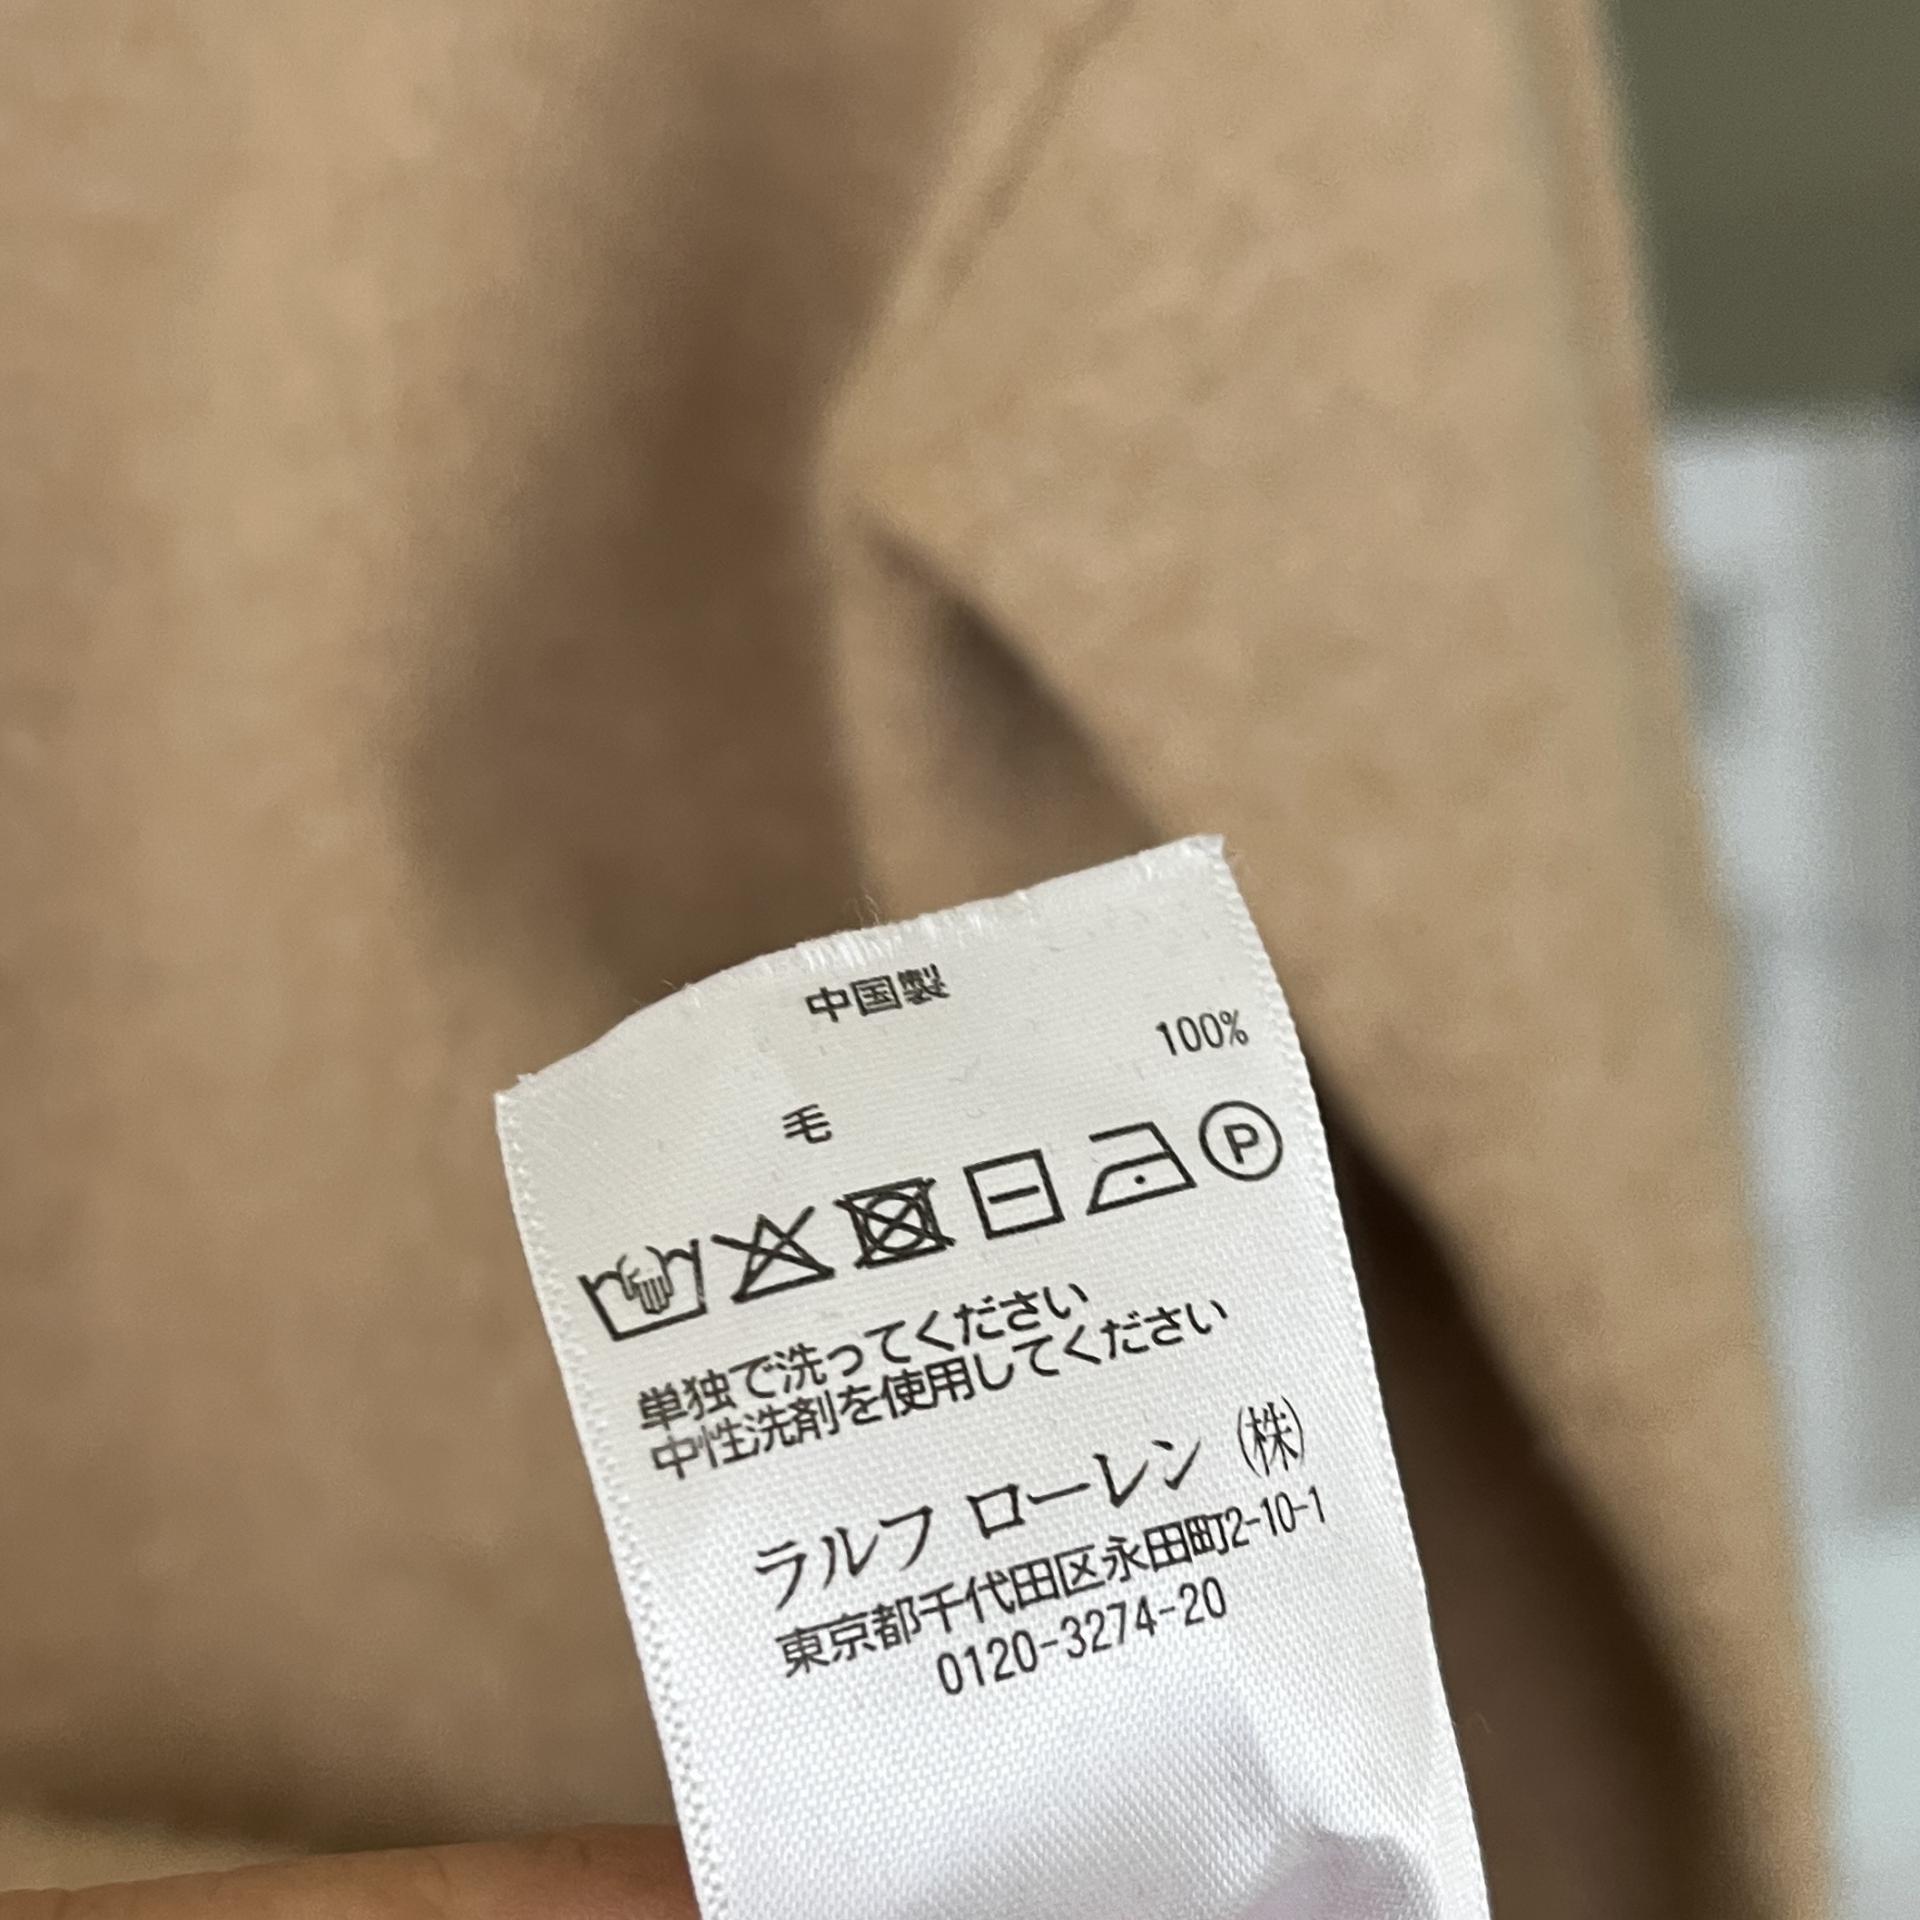 中国製
毛 100%
P
単独で洗ってください
中性洗剤を使用してください
ラルフ ローレン (株)
東京都千代田区永田町2-10-1
0120-3274-20